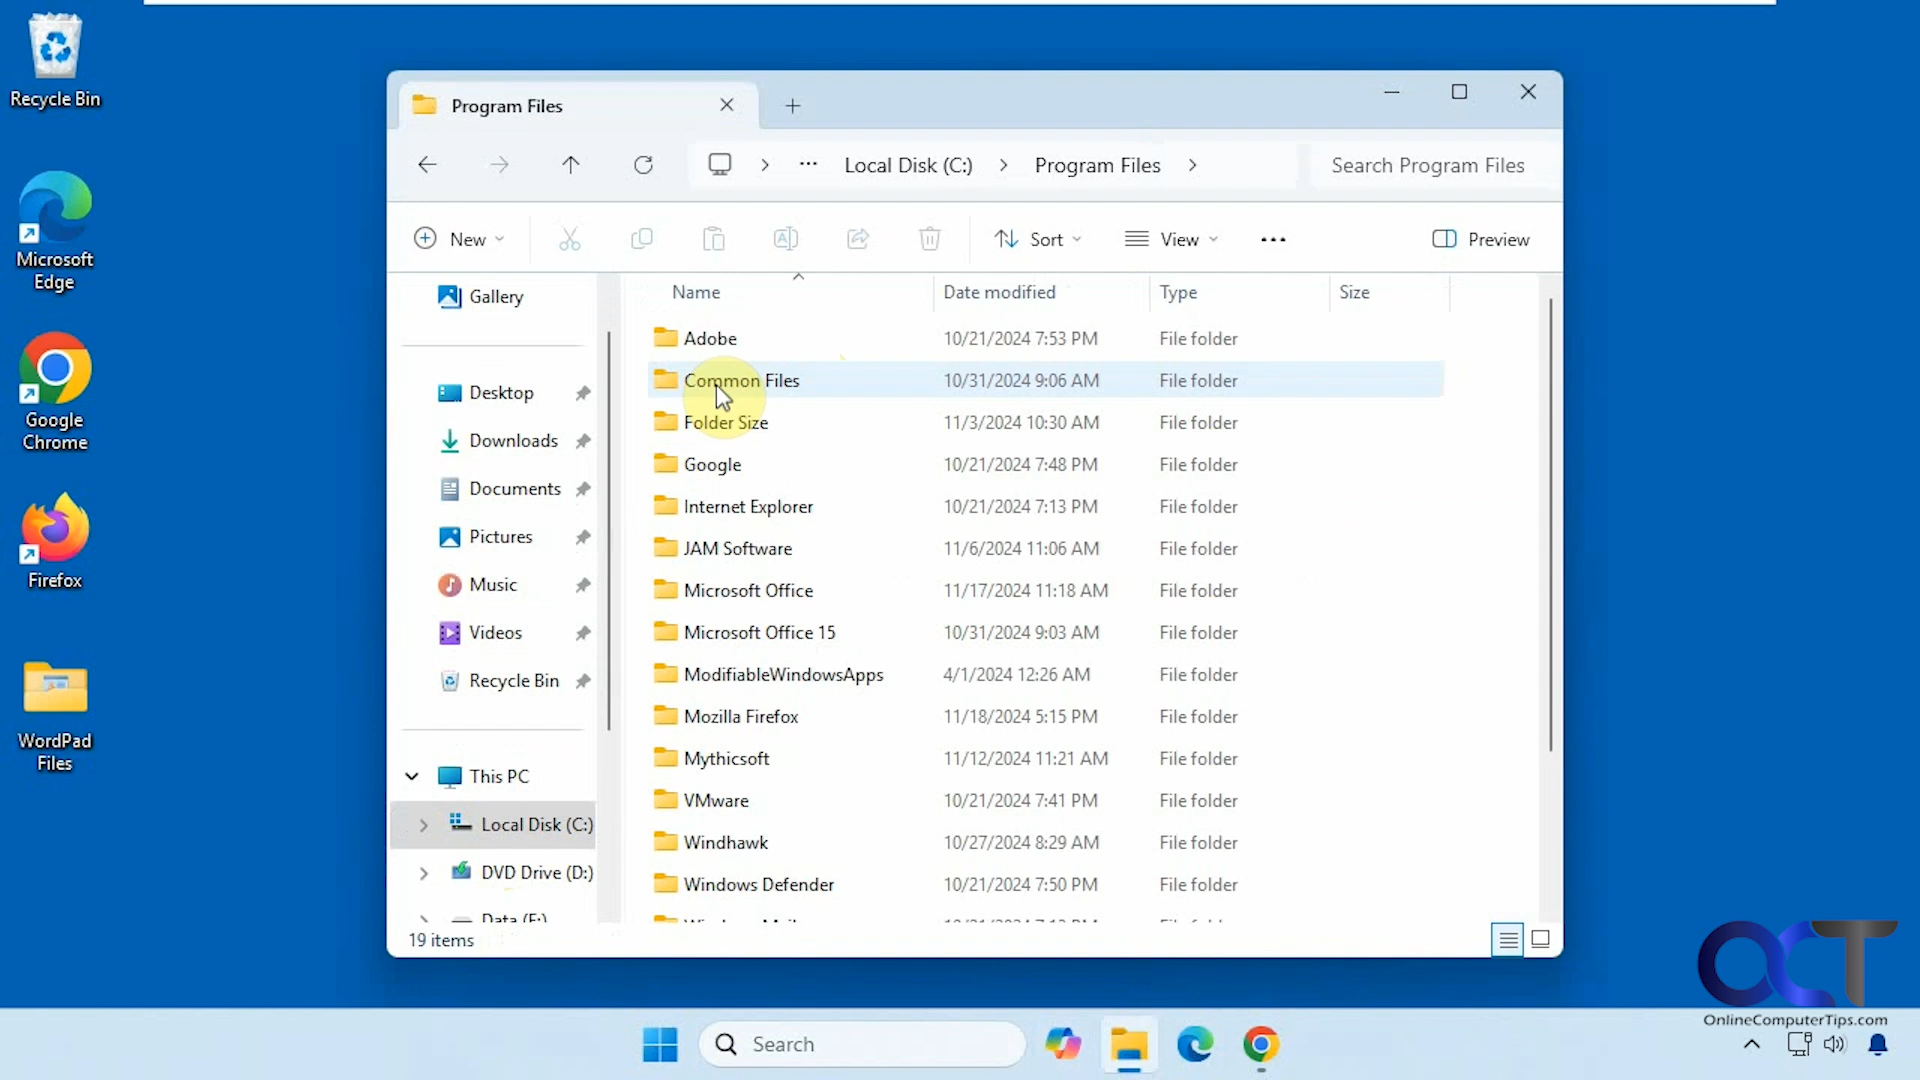 Recycle Bin
Microsoft
Edge
Google
Chrome
Firefox
WordPad
Files
Program Files
Local Disk (C:)
Program Files
Search Program Files
New
Sort
View
Preview
Gallery
Desktop
Downloads
Documents
Pictures
Music
Videos
Recycle Bin
This PC
Local Disk (C:)
DVD Drive (D:)
Data (E:)
Name Date modified Type Size
Adobe 10/21/2024 7:53 PM File folder
Common Files 10/31/2024 9:06 AM File folder
Folder Size 11/3/2024 10:30 AM File folder
Google 10/21/2024 7:48 PM File folder
Internet Explorer 10/21/2024 7:13 PM File folder
JAM Software 11/6/2024 11:06 AM File folder
Microsoft Office 11/17/2024 11:18 AM File folder
Microsoft Office 15 10/31/2024 9:03 AM File folder
ModifiableWindowsApps 4/1/2024 12:26 AM File folder
Mozilla Firefox 11/18/2024 5:15 PM File folder
Mythicsoft 11/12/2024 11:21 AM File folder
VMware 10/21/2024 7:41 PM File folder
Windhawk 10/27/2024 8:29 AM File folder
Windows Defender 10/21/2024 7:50 PM File folder
19 items
OCT
OnlineComputerTips.com
Search